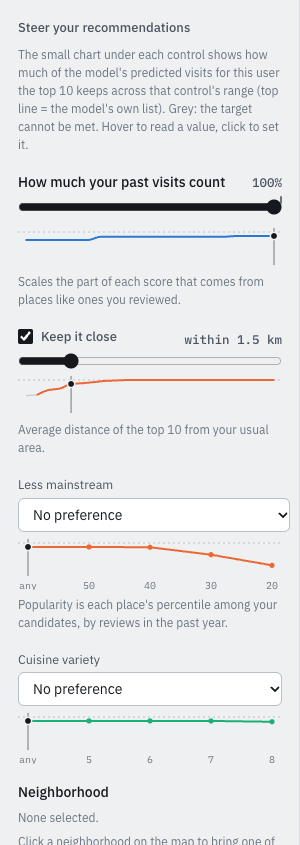 Steer your recommendations
The small chart under each control shows how
much of the model's predicted visits for this user
the top 10 keeps across that control's range (top
line = the model's own list). Grey: the target
cannot be met. Hover to read a value, click to set
it.
How much your past visits count 100%
Scales the part of each score that comes from
places like ones you reviewed.
Keep it close within 1.5 km
Average distance of the top 10 from your usual
area.
Less mainstream
No preference
any 50 40 30 20
Popularity is each place's percentile among your
candidates, by reviews in the past year.
Cuisine variety
No preference
any 5 6 7 8
Neighborhood
None selected.
Click a neighborhood on the map to bring one of